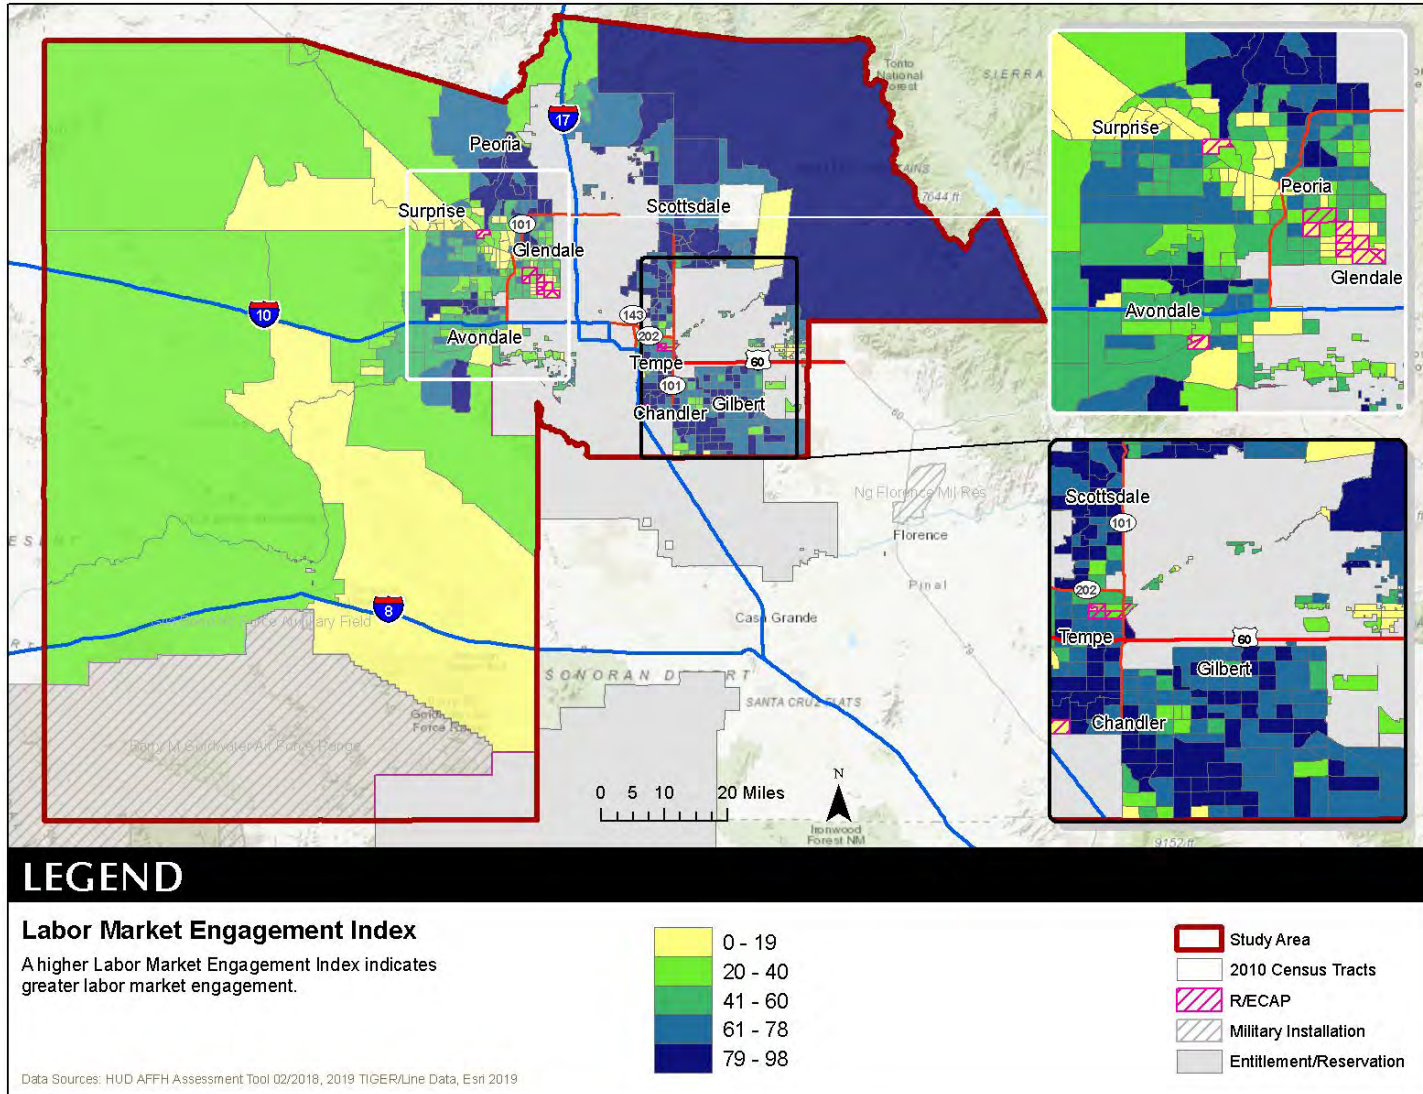 Tonto
National
Forest
SIERRA
17
Peoria
7644 ft
Surprise
Scottsdale
101
Glendale
10
143
Avondale
202
Tempe
60
101
Chandler
Gilbert
60
Ng Florence Mil Res
Florence
Pinal
8
Casa Grande
79
SONORAN DESERT
SANTA CRUZ FLATS
Barry M Goldwater Air Force Range
N
0 5 10 20 Miles
Ironwood
Forest NM
9152 ft
Surprise
Peoria
Glendale
Avondale
Scottsdale
101
202
Tempe
60
Gilbert
Chandler
LEGEND
Labor Market Engagement Index
A higher Labor Market Engagement Index indicates
greater labor market engagement.
0 - 19
20 - 40
41 - 60
61 - 78
79 - 98
Study Area
2010 Census Tracts
R/ECAP
Military Installation
Entitlement/Reservation
Data Sources: HUD AFFH Assessment Tool 02/2018, 2019 TIGER/Line Data, Esri 2019